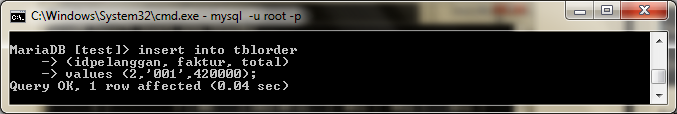 C:\Windows\System32\cmd.exe - mysql -u root -p
MariaDB [test]> insert into tblorder
-> (idpelanggan, faktur, total)
-> values (2,'001',420000);
Query OK, 1 row affected (0.04 sec)